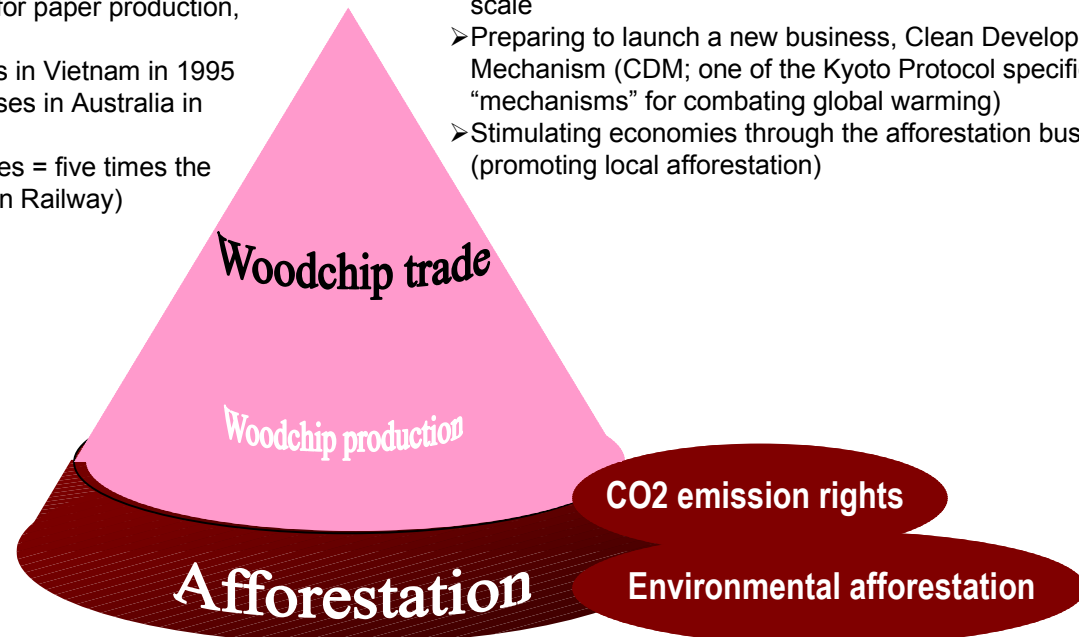 for paper production,
s in Vietnam in 1995
ses in Australia in
es = five times the
n Railway)
scale
➢Preparing to launch a new business, Clean Develop
Mechanism (CDM; one of the Kyoto Protocol specifi
“mechanisms” for combating global warming)
➢Stimulating economies through the afforestation bus
(promoting local afforestation)
Woodchip trade
Woodchip production
CO2 emission rights
Afforestation
Environmental afforestation